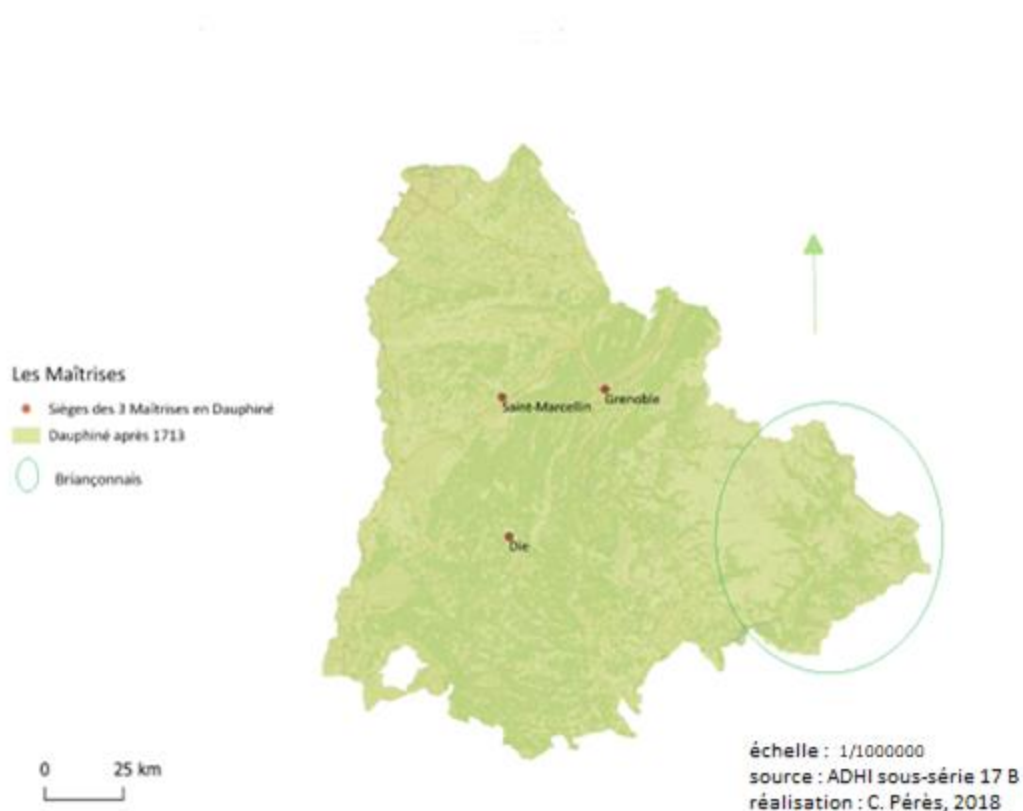 Les Maîtrises
Sièges des 3 Maîtrises en Dauphiné
Dauphiné après 1713
Briançonnais
Saint-Marcellin
Grenoble
Die
0 25 km
échelle : 1/1000000
source : ADHI sous-série 17 B
réalisation : C. Pérès, 2018